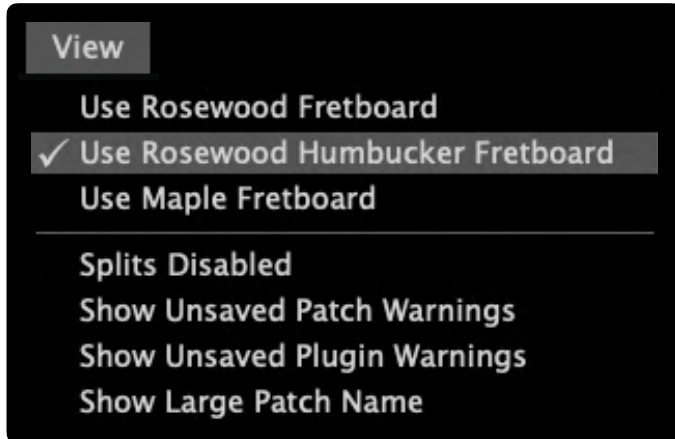 View
Use Rosewood Fretboard
✓ Use Rosewood Humbucker Fretboard
Use Maple Fretboard
Splits Disabled
Show Unsaved Patch Warnings
Show Unsaved Plugin Warnings
Show Large Patch Name